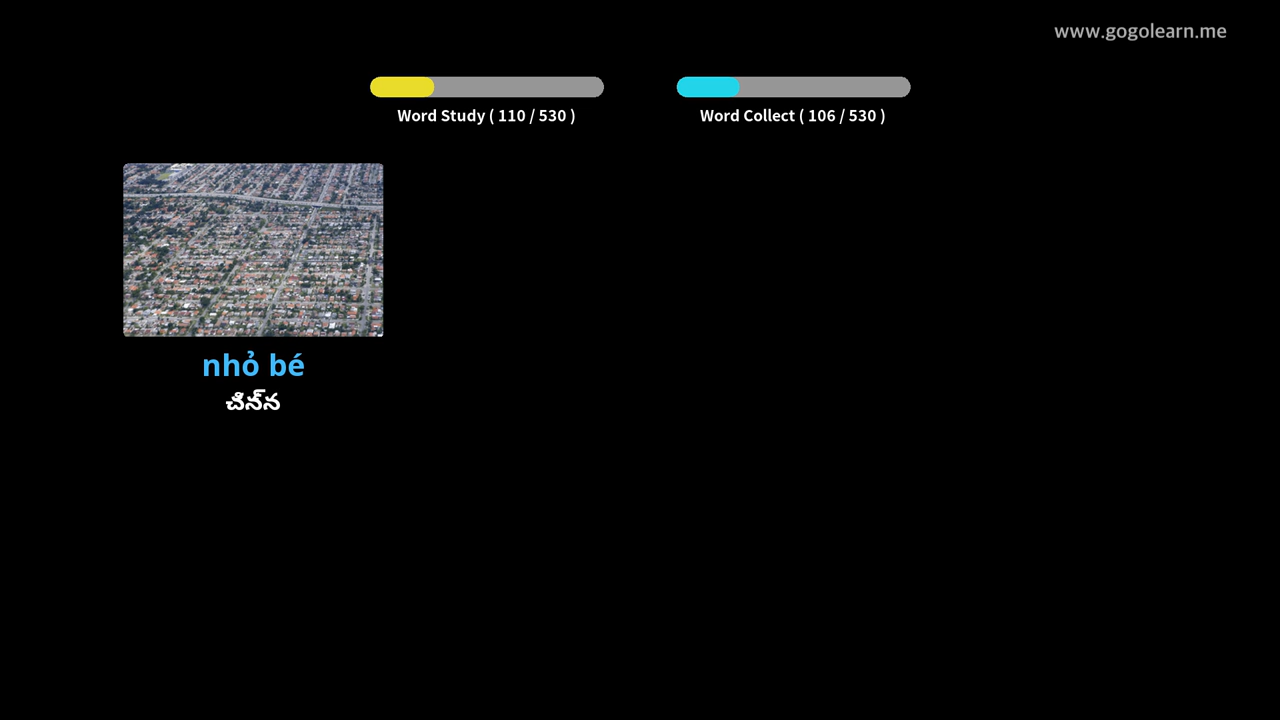 www.gogolearn.me
Word Study ( 110 / 530 )
Word Collect ( 106 / 530 )
nhỏ bé
చిన్న